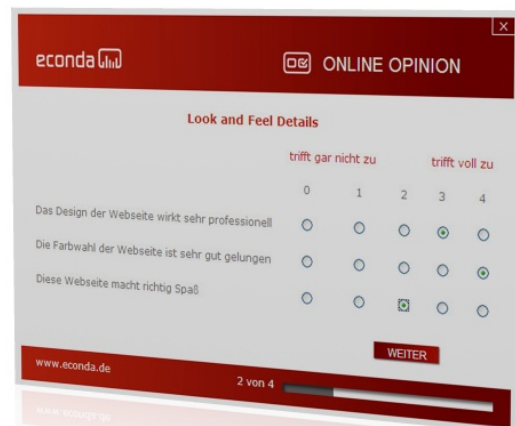 econda
ONLINE OPINION
Look and Feel Details
trifft gar nicht zu trifft voll zu
0 1 2 3 4
Das Design der Webseite wirkt sehr professionell
Die Farbwahl der Webseite ist sehr gut gelungen
Diese Webseite macht richtig Spaß
WEITER
www.econda.de 2 von 4